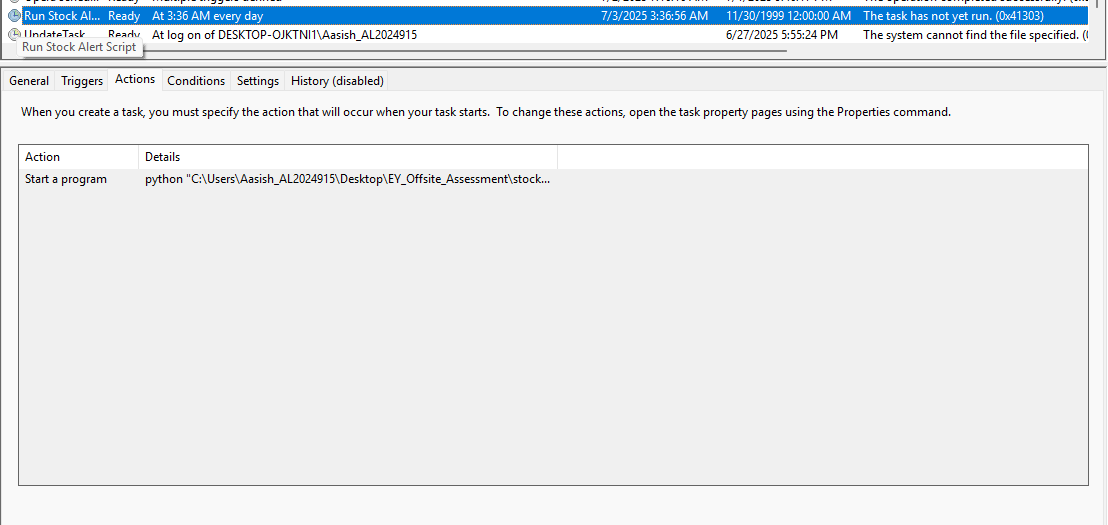 Run Stock Al... Ready At 3:36 AM every day 7/3/2025 3:36:56 AM 11/30/1999 12:00:00 AM The task has not yet run. (0x41303)
UpdateTask Ready At log on of DESKTOP-OJKTNI1\Aasish_AL2024915 6/27/2025 5:55:24 PM The system cannot find the file specified. (
Run Stock Alert Script
General Triggers Actions Conditions Settings History (disabled)
When you create a task, you must specify the action that will occur when your task starts. To change these actions, open the task property pages using the Properties command.
Action Details
Start a program python "C:\Users\Aasish_AL2024915\Desktop\EY_Offsite_Assessment\stock...